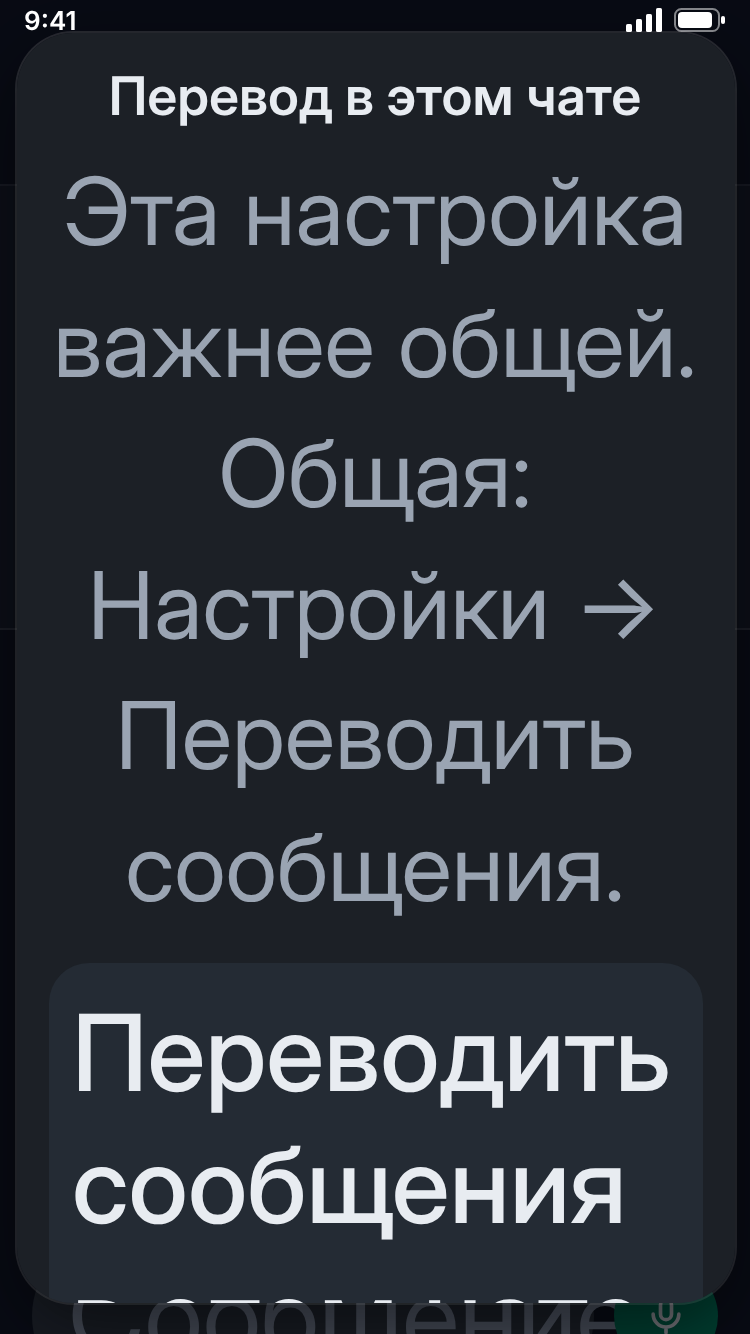 9:41
Перевод в этом чате
Эта настройка
важнее общей.
Общая:
Настройки →
Переводить
сообщения.
Переводить
сообщения